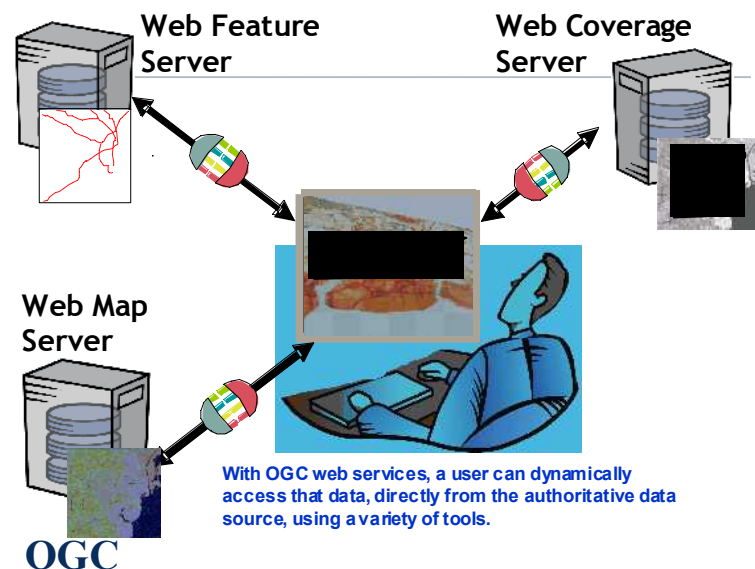 Web Feature
Server
Web Coverage
Server
Web Map
Server
With OGC web services, a user can dynamically
access that data, directly from the authoritative data
source, using a variety of tools.
OGC